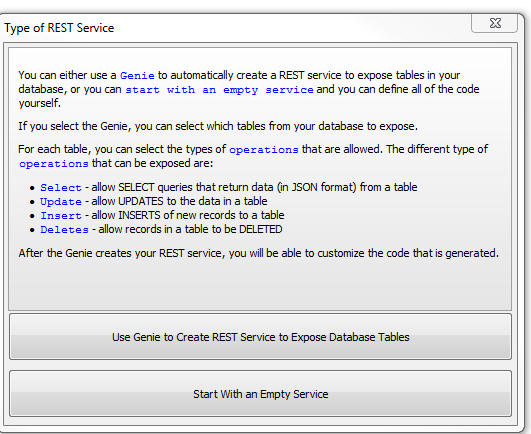 Type of REST Service
You can either use a Genie to automatically create a REST service to expose tables in your
database, or you can start with an empty service and you can define all of the code
yourself.
If you select the Genie, you can select which tables from your database to expose.
For each table, you can select the types of operations that are allowed. The different type of
operations that can be exposed are:
• Select - allow SELECT queries that return data (in JSON format) from a table
• Update - allow UPDATES to the data in a table
• Insert - allow INSERTS of new records to a table
• Deletes - allow records in a table to be DELETED
After the Genie creates your REST service, you will be able to customize the code that is generated.
Use Genie to Create REST Service to Expose Database Tables
Start With an Empty Service